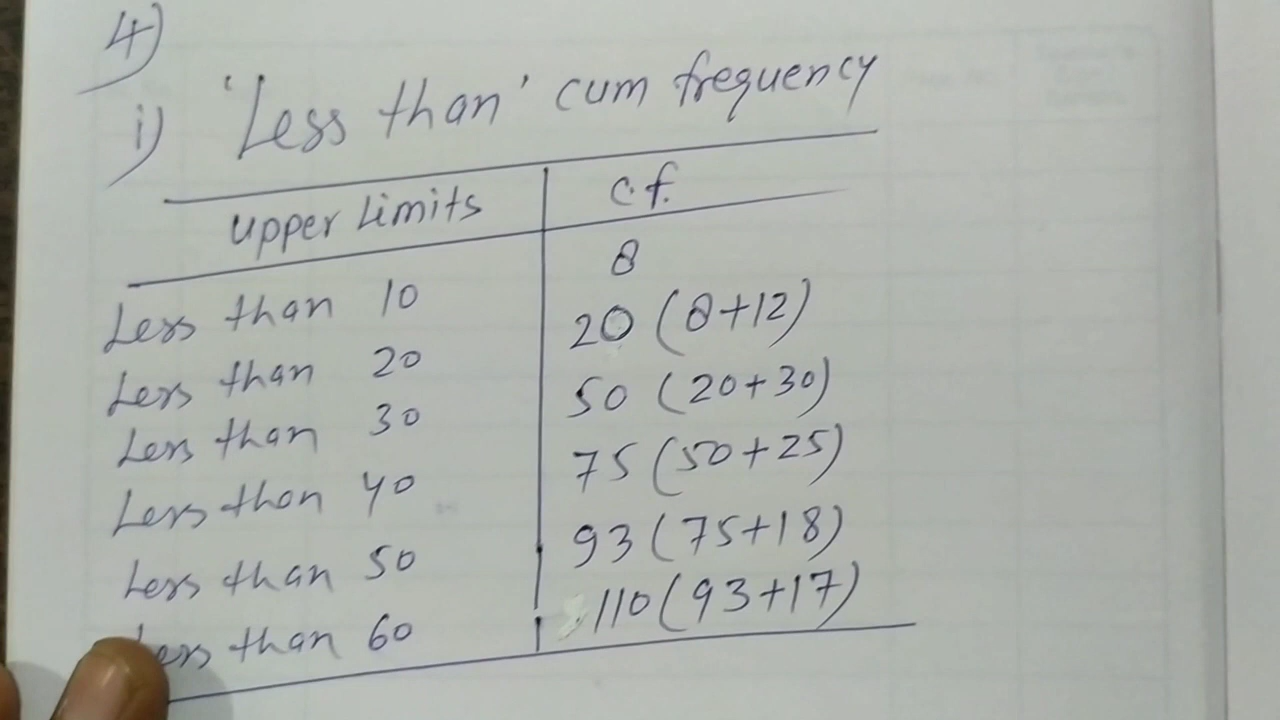 4)
i) 'Less than' cum frequency
Upper Limits c.f.
Less than 10 8
Less than 20 20 (8+12)
Less than 30 50 (20+30)
Less than 40 75 (50+25)
Less than 50 93 (75+18)
Less than 60 110 (93+17)